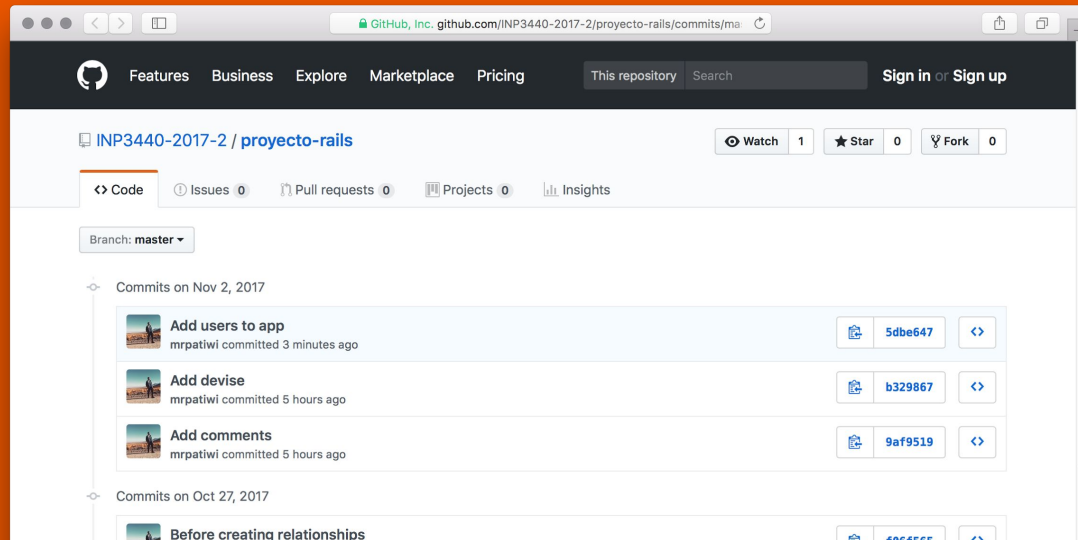 GitHub, Inc. github.com/INP3440-2017-2/proyecto-rails/commits/ma
Features Business Explore Marketplace Pricing This repository Search Sign in or Sign up
INP3440-2017-2 / proyecto-rails Watch 1 Star 0 Fork 0
<> Code Issues 0 Pull requests 0 Projects 0 Insights
Branch: master
Commits on Nov 2, 2017
Add users to app
mrpatiwi committed 3 minutes ago
5dbe647 <>
Add devise
mrpatiwi committed 5 hours ago
b329867 <>
Add comments
mrpatiwi committed 5 hours ago
9af9519 <>
Commits on Oct 27, 2017
Before creating relationships